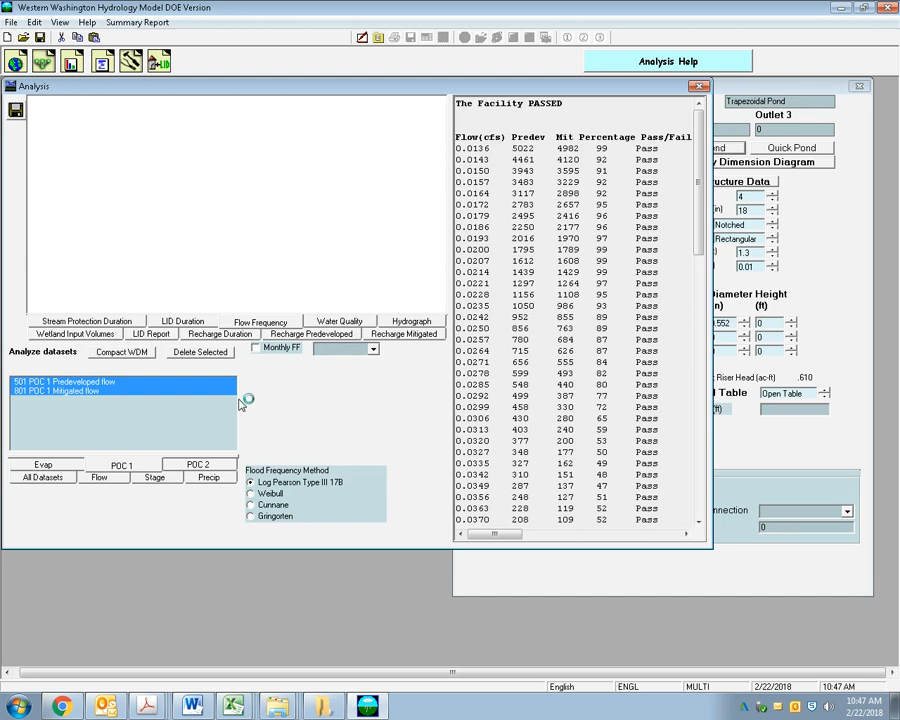 Western Washington Hydrology Model DOE Version
File Edit View Help Summary Report
1 2 3
+LID
Analysis Help
Analysis
The Facility PASSED
Flow(cfs) Predev Mit Percentage Pass/Fail
0.0136 5022 4982 99 Pass
0.0143 4461 4120 92 Pass
0.0150 3943 3595 91 Pass
0.0157 3483 3229 92 Pass
0.0164 3117 2898 92 Pass
0.0172 2783 2657 95 Pass
0.0179 2495 2416 96 Pass
0.0186 2250 2177 96 Pass
0.0193 2016 1970 97 Pass
0.0200 1795 1789 99 Pass
0.0207 1612 1608 99 Pass
0.0214 1439 1429 99 Pass
0.0221 1297 1264 97 Pass
0.0228 1156 1108 95 Pass
0.0235 1050 986 93 Pass
0.0242 952 855 89 Pass
0.0250 856 763 89 Pass
0.0257 780 684 87 Pass
0.0264 715 626 87 Pass
0.0271 656 555 84 Pass
0.0278 599 493 82 Pass
0.0285 548 440 80 Pass
0.0292 499 387 77 Pass
0.0299 458 330 72 Pass
0.0306 430 280 65 Pass
0.0313 403 240 59 Pass
0.0320 377 200 53 Pass
0.0327 348 177 50 Pass
0.0335 327 162 49 Pass
0.0342 310 151 48 Pass
0.0349 287 137 47 Pass
0.0356 248 127 51 Pass
0.0363 228 119 52 Pass
0.0370 208 109 52 Pass
Stream Protection Duration LID Duration Flow Frequency Water Quality Hydrograph
Wetland Input Volumes LID Report Recharge Duration Recharge Predeveloped Recharge Mitigated
Analyze datasets Compact WDM Delete Selected Monthly FF
501 POC 1 Predeveloped flow
801 POC 1 Mitigated flow
Evap POC 1 POC 2
All Datasets Flow Stage Precip
Flood Frequency Method
Log Pearson Type III 17B
Weibull
Cunnane
Gringorten
Trapezoidal Pond
Outlet 3
0
ond Quick Pond
y Dimension Diagram
ructure Data
4
in) 18
Notched
Rectangular
) 1.3
) 0.01
Diameter Height
n) (ft)
.552 0
0
0
t Riser Head (ac-ft) .610
d Table Open Table
(ft)
onnection
0
English ENGL MULTI 2/22/2018 10:47 AM
10:47 AM
2/22/2018